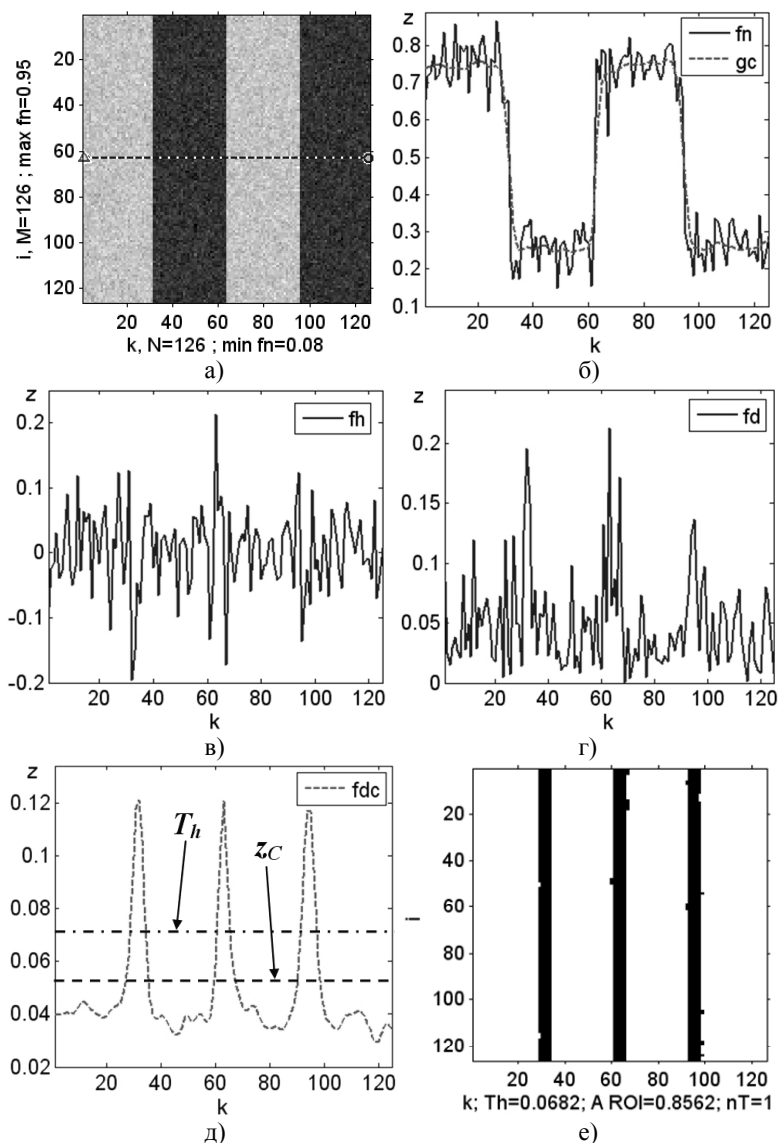 20
40
60
80
100
120
i, M=126 ; max fn=0.95
20 40 60 80 100 120
k, N=126 ; min fn=0.08
а)
z
0.8
0.7
0.6
0.5
0.4
0.3
0.2
0.1
fn
gc
20 40 60 80 100 120
k
б)
z
0.2
0.1
0
-0.1
-0.2
fh
20 40 60 80 100 120
k
в)
z
0.2
0.15
0.1
0.05
0
fd
20 40 60 80 100 120
k
г)
z
0.12
0.1
0.08
0.06
0.04
0.02
fdc
Th
zC
20 40 60 80 100 120
k
д)
20
40
60
80
100
120
i
20 40 60 80 100 120
k; Th=0.0682; A ROI=0.8562; nT=1
е)